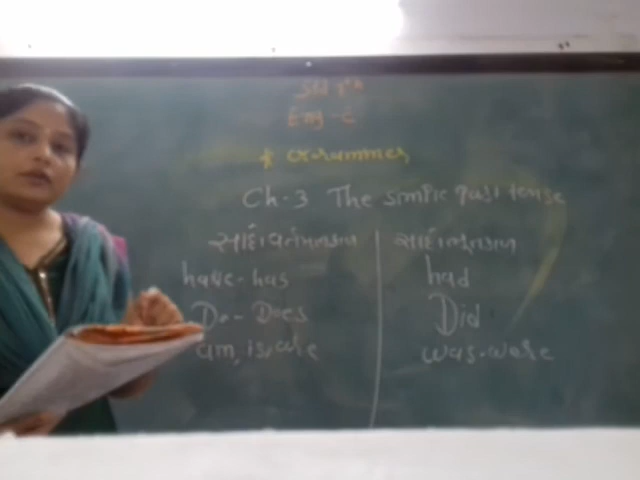 Eng -
* Grammer
Ch.3 The simple past tense
સાદો વર્તમાનકાળ | સાદો ભૂતકાળ
have-has | had
Do-Does | Did
am, is, are | was-were